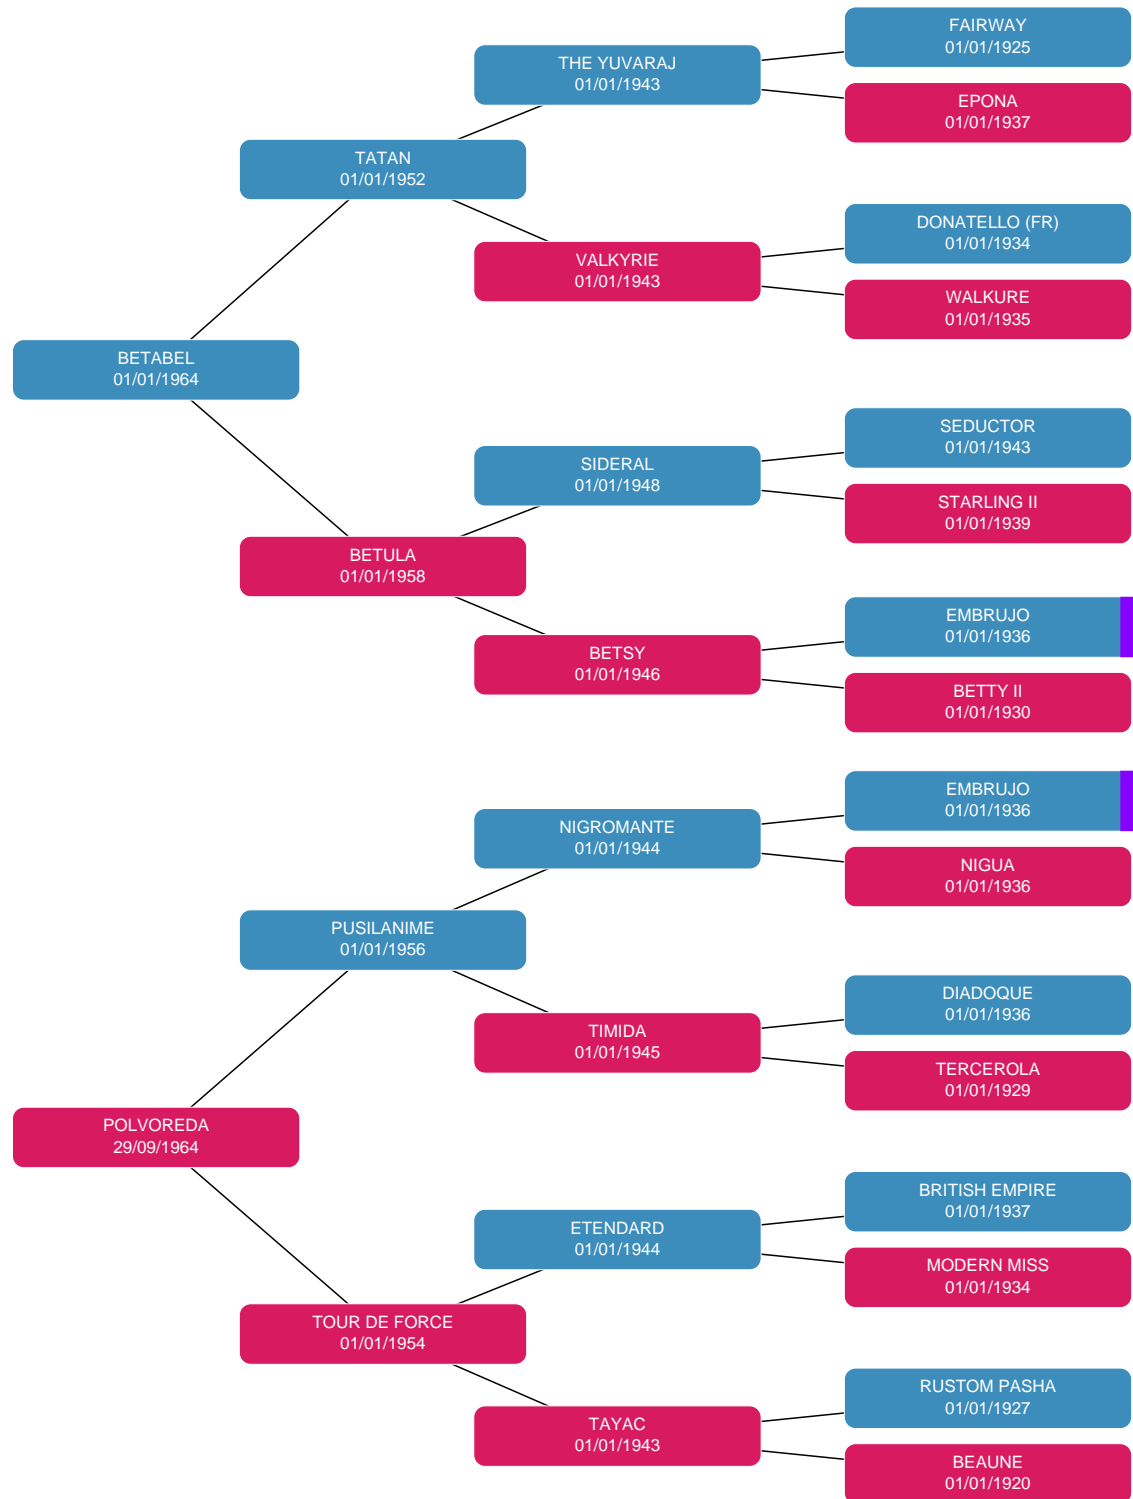 FAIRWAY
01/01/1925
THE YUVARAJ
01/01/1943
EPONA
01/01/1937
TATAN
01/01/1952
DONATELLO (FR)
01/01/1934
VALKYRIE
01/01/1943
WALKURE
01/01/1935
BETABEL
01/01/1964
SEDUCTOR
01/01/1943
SIDERAL
01/01/1948
STARLING II
01/01/1939
BETULA
01/01/1958
EMBRUJO
01/01/1936
BETSY
01/01/1946
BETTY II
01/01/1930
EMBRUJO
01/01/1936
NIGROMANTE
01/01/1944
NIGUA
01/01/1936
PUSILANIME
01/01/1956
DIADOQUE
01/01/1936
TIMIDA
01/01/1945
TERCEROLA
01/01/1929
POLVOREDA
29/09/1964
BRITISH EMPIRE
01/01/1937
ETENDARD
01/01/1944
MODERN MISS
01/01/1934
TOUR DE FORCE
01/01/1954
RUSTOM PASHA
01/01/1927
TAYAC
01/01/1943
BEAUNE
01/01/1920